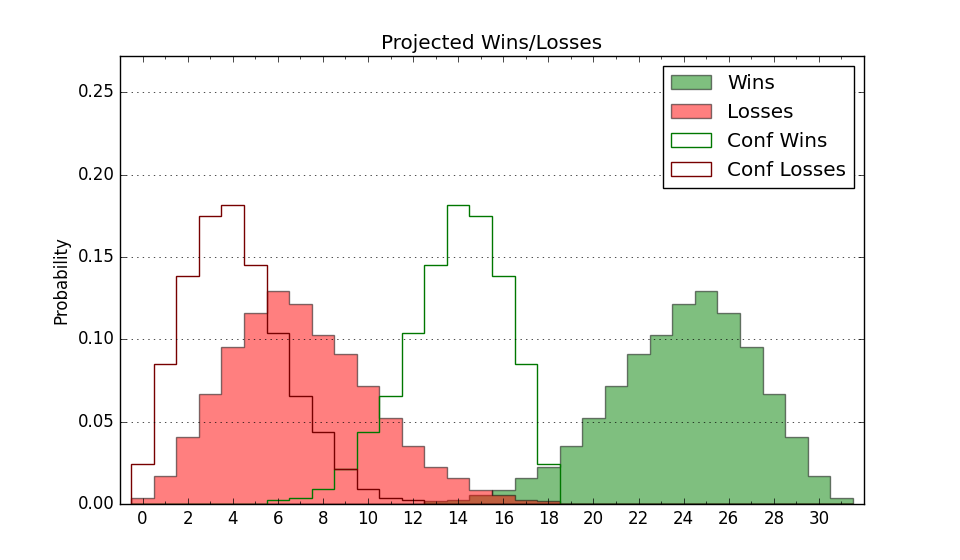 Projected Wins/Losses
Wins
Losses
Conf Wins
Conf Losses
Probability
0.25
0.20
0.15
0.10
0.05
0.00
0 2 4 6 8 10 12 14 16 18 20 22 24 26 28 30